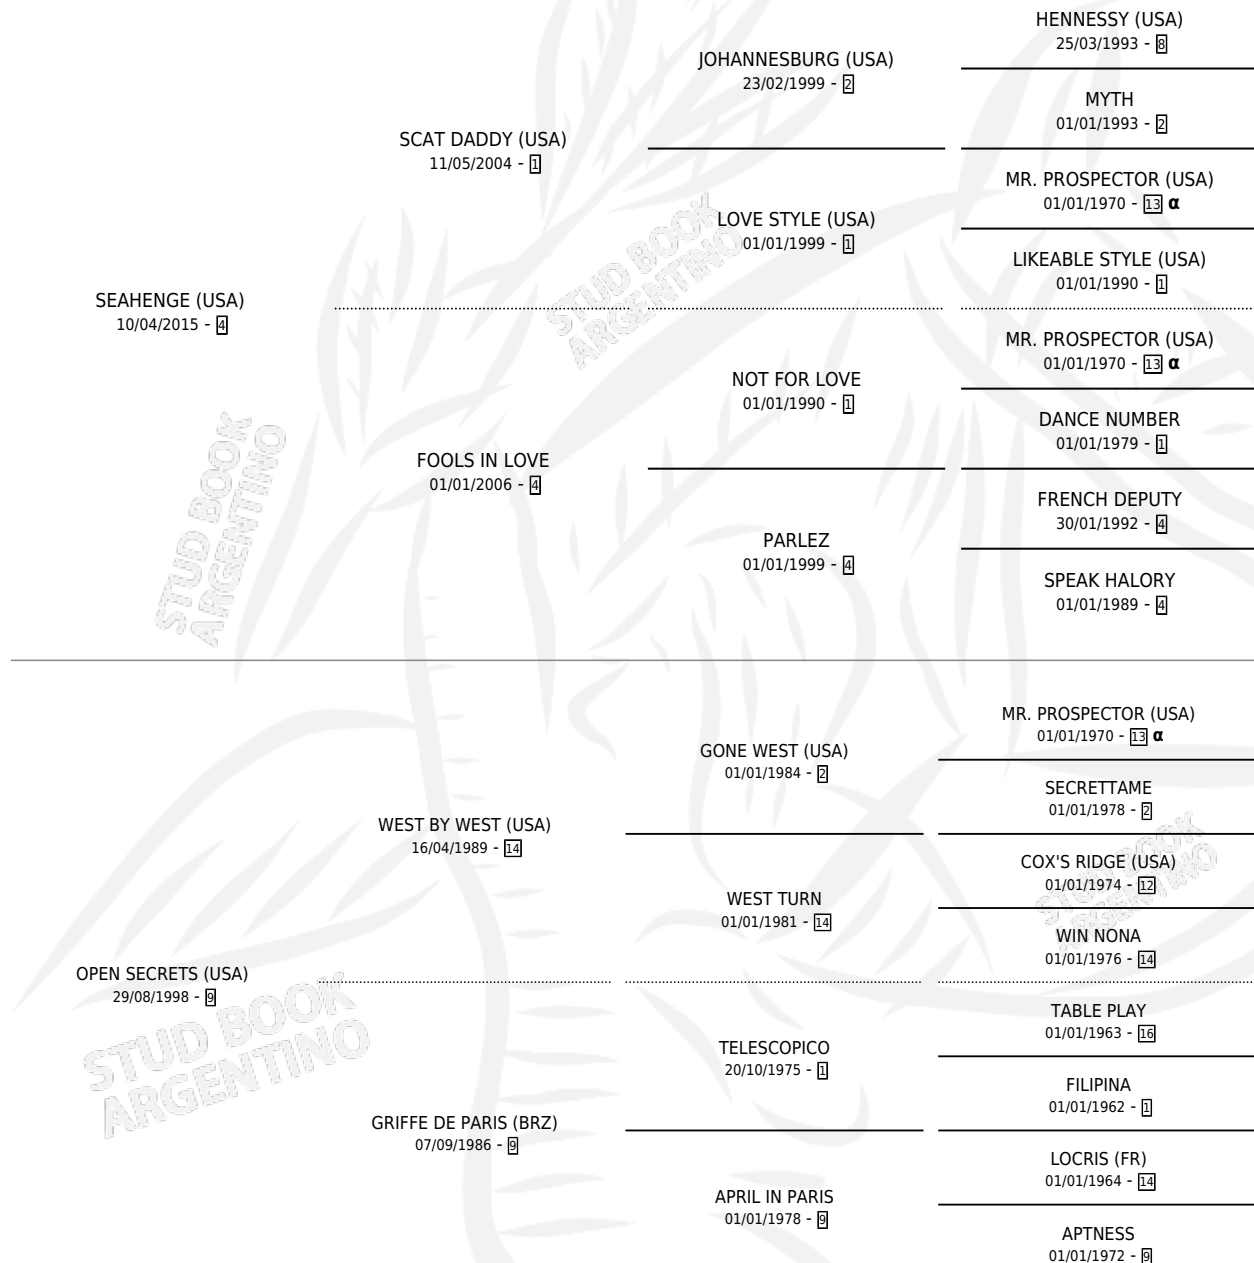 HENNESSY (USA)
25/03/1993 - 8
JOHANNESBURG (USA)
23/02/1999 - 2
MYTH
01/01/1993 - 2
SCAT DADDY (USA)
11/05/2004 - 1
MR. PROSPECTOR (USA)
01/01/1970 - 13 α
LOVE STYLE (USA)
01/01/1999 - 1
LIKEABLE STYLE (USA)
01/01/1990 - 1
SEAHENGE (USA)
10/04/2015 - 4
MR. PROSPECTOR (USA)
01/01/1970 - 13 α
NOT FOR LOVE
01/01/1990 - 1
DANCE NUMBER
01/01/1979 - 1
FOOLS IN LOVE
01/01/2006 - 4
FRENCH DEPUTY
30/01/1992 - 4
PARLEZ
01/01/1999 - 4
SPEAK HALORY
01/01/1989 - 4
MR. PROSPECTOR (USA)
01/01/1970 - 13 α
GONE WEST (USA)
01/01/1984 - 2
SECRETTAME
01/01/1978 - 2
WEST BY WEST (USA)
16/04/1989 - 14
COX'S RIDGE (USA)
01/01/1974 - 12
WEST TURN
01/01/1981 - 14
WIN NONA
01/01/1976 - 14
OPEN SECRETS (USA)
29/08/1998 - 9
TABLE PLAY
01/01/1963 - 16
TELESCOPICO
20/10/1975 - 1
FILIPINA
01/01/1962 - 1
GRIFFE DE PARIS (BRZ)
07/09/1986 - 9
LOCRIS (FR)
01/01/1964 - 14
APRIL IN PARIS
01/01/1978 - 9
APTNESS
01/01/1972 - 9
STUD BOOK
ARGENTINO
STUD BOOK
ARGENTINO
STUD BOOK
ARGENTINO
STUD BOOK
ARGENTINO